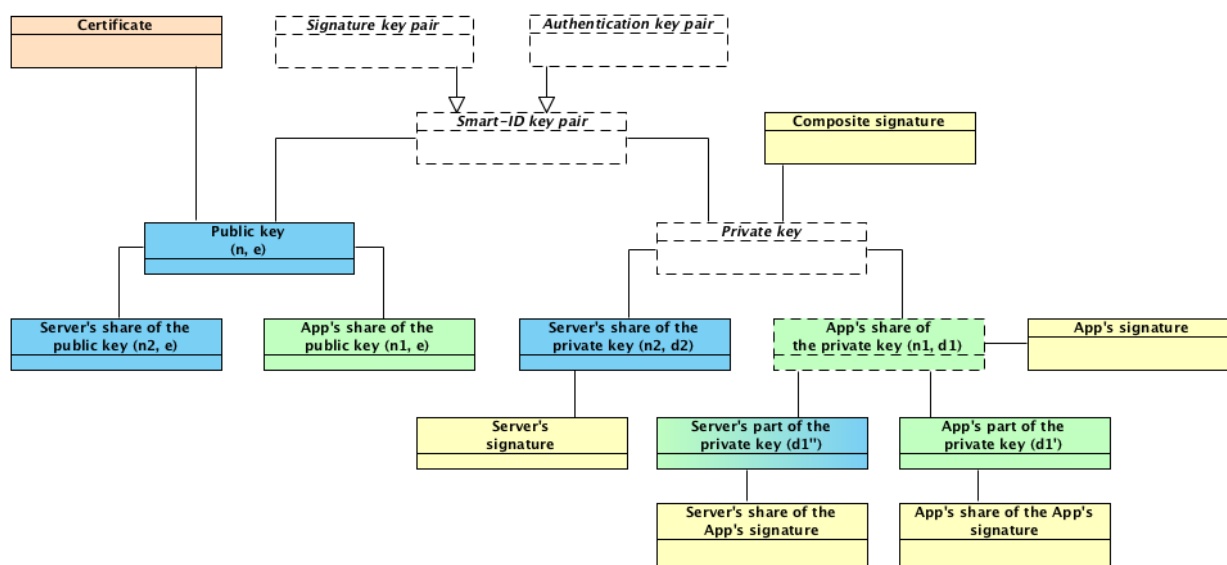 Certificate
Signature key pair
Authentication key pair
Smart-ID key pair
Composite signature
Public key
(n, e)
Private key
Server's share of the
public key (n2, e)
App's share of the
public key (n1, e)
Server's share of the
private key (n2, d2)
App's share of
the private key (n1, d1)
App's signature
Server's
signature
Server's part of the
private key (d1'')
App's part of the
private key (d1')
Server's share of the
App's signature
App's share of the App's
signature